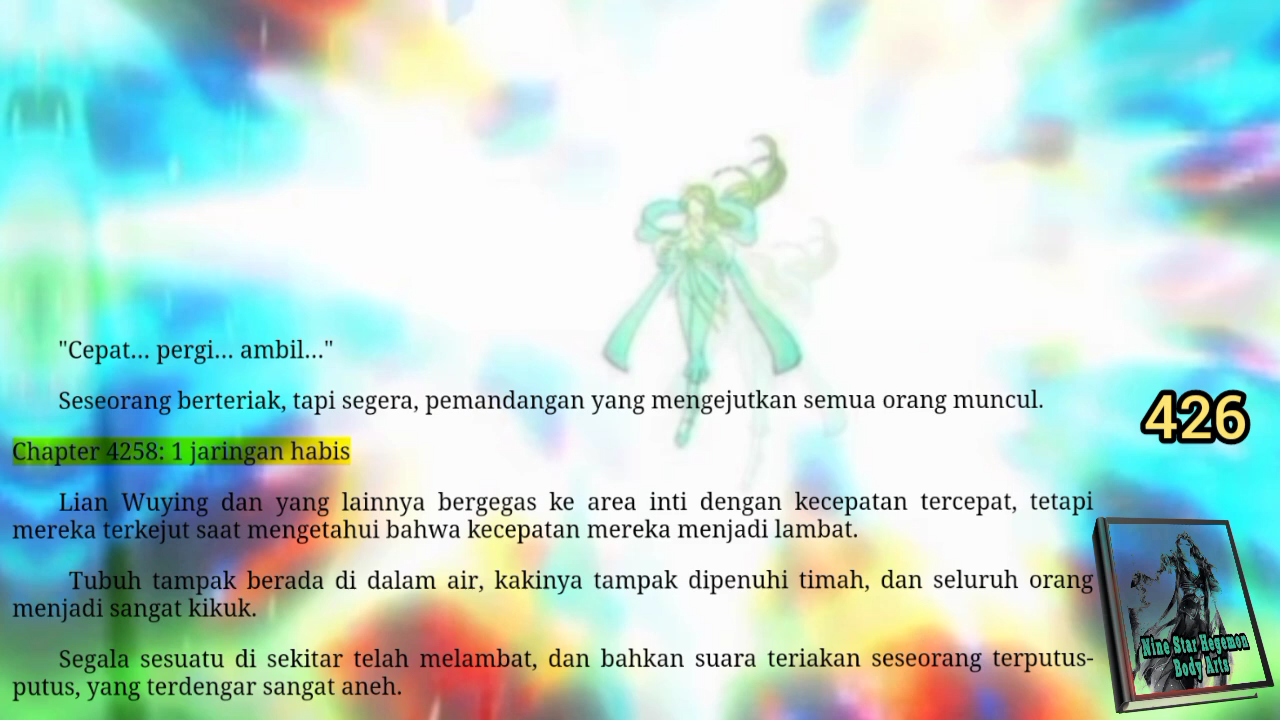 "Cepat... pergi... ambil..."
Seseorang berteriak, tapi segera, pemandangan yang mengejutkan semua orang muncul.
Chapter 4258: 1 jaringan habis
Lian Wuying dan yang lainnya bergegas ke area inti dengan kecepatan tercepat, tetapi
mereka terkejut saat mengetahui bahwa kecepatan mereka menjadi lambat.
Tubuh tampak berada di dalam air, kakinya tampak dipenuhi timah, dan seluruh orang
menjadi sangat kikuk.
Segala sesuatu di sekitar telah melambat, dan bahkan suara teriakan seseorang terputus-
putus, yang terdengar sangat aneh.
426
Nine Star Hegemon
Body Arts